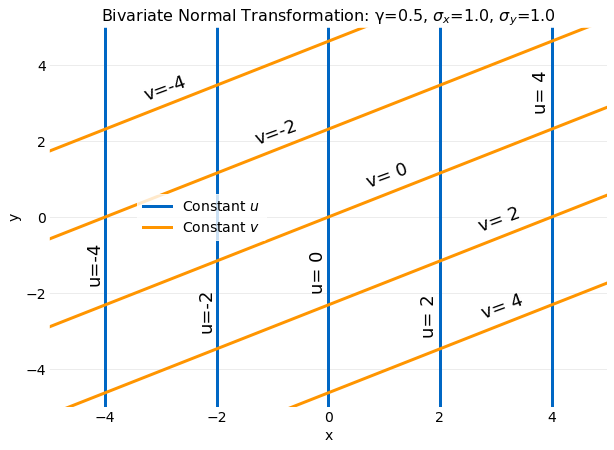 Bivariate Normal Transformation: γ=0.5, σₓ=1.0, σᵧ=1.0
4
2
0
−2
−4
y
−4
−2
0
2
4
x
v=-4
v=-2
v= 0
v= 2
v= 4
u=-4
u=-2
u= 0
u= 2
u= 4
Constant u
Constant v